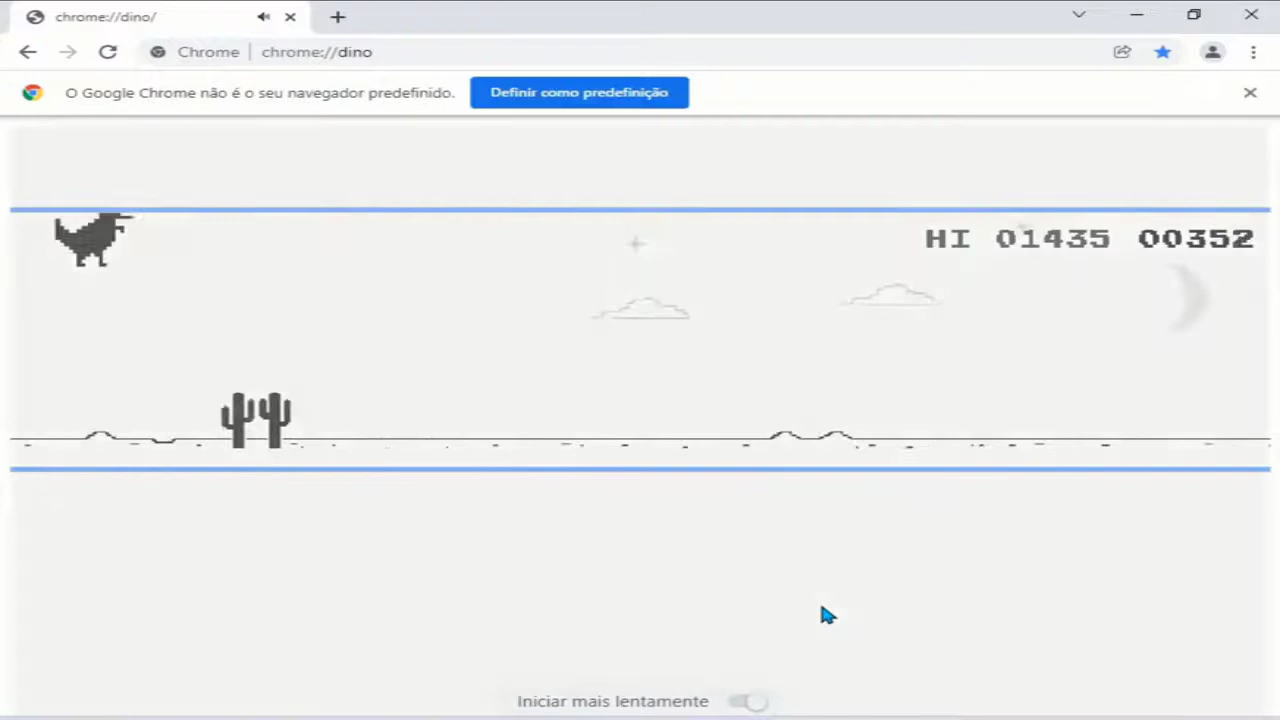 chrome://dino/
Chrome | chrome://dino
O Google Chrome não é o seu navegador predefinido. Definir como predefinição
HI 01435 00352
Iniciar mais lentamente